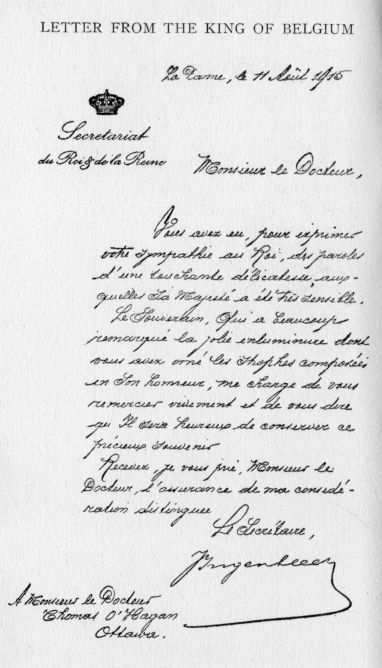 LETTER FROM THE KING OF BELGIUM
La Panne, le 11 Août 1915
Secretariat
du Roi & de la Reine
Monsieur le Docteur,
Vous avez eu, pour exprimer
votre sympathie au Roi, des paroles
d'une touchante délicatesse, aux-
quelles Sa Majesté a été très sensible.
Le Souverain, Qui a beaucoup
remarqué la jolie enluminure dont
vous avez orné les strophes composées
en Son honneur, me charge de vous
remercier vivement et de vous dire
qu'Il sera heureux de conserver ce
précieux souvenir
Recevez, je vous prie, Monsieur le
Docteur, l'assurance de ma considé-
ration distinguée
Le Secrétaire,
A Monsieur le Docteur
Thomas O'Hagan
Ottawa.